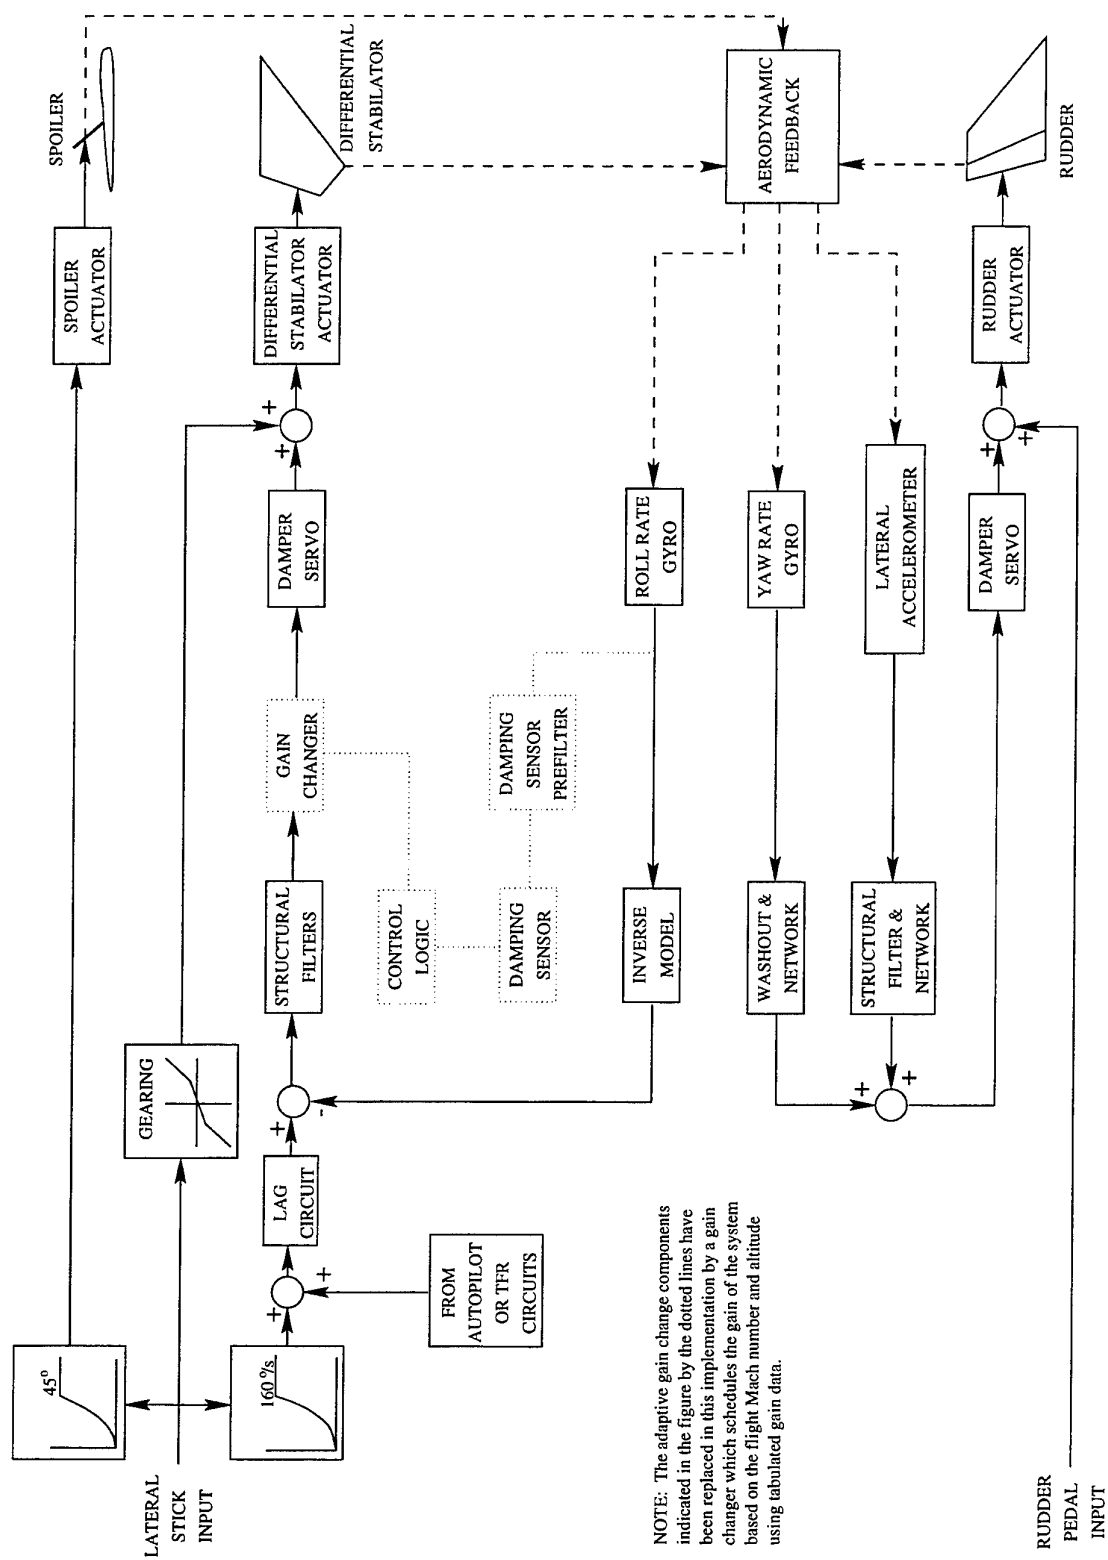 SPOILER
DIFFERENTIAL
STABILATOR
AERODYNAMIC
FEEDBACK
RUDDER
SPOILER
ACTUATOR
DIFFERENTIAL
STABILATOR
ACTUATOR
RUDDER
ACTUATOR
+
+
+
+
DAMPER
SERVO
ROLL RATE
GYRO
YAW RATE
GYRO
LATERAL
ACCELEROMETER
DAMPER
SERVO
GAIN
CHANGER
DAMPING
SENSOR
PREFILTER
STRUCTURAL
FILTERS
CONTROL
LOGIC
DAMPING
SENSOR
INVERSE
MODEL
WASHOUT &
NETWORK
STRUCTURAL
FILTER &
NETWORK
GEARING
+
-
+
+
LAG
CIRCUIT
+
+
FROM
AUTOPILOT
OR TFR
CIRCUITS
45°
160 °/s
LATERAL
STICK
INPUT
NOTE: The adaptive gain change components
indicated in the figure by the dotted lines have
been replaced in this implementation by a gain
changer which schedules the gain of the system
based on the flight Mach number and altitude
using tabulated gain data.
RUDDER
PEDAL
INPUT